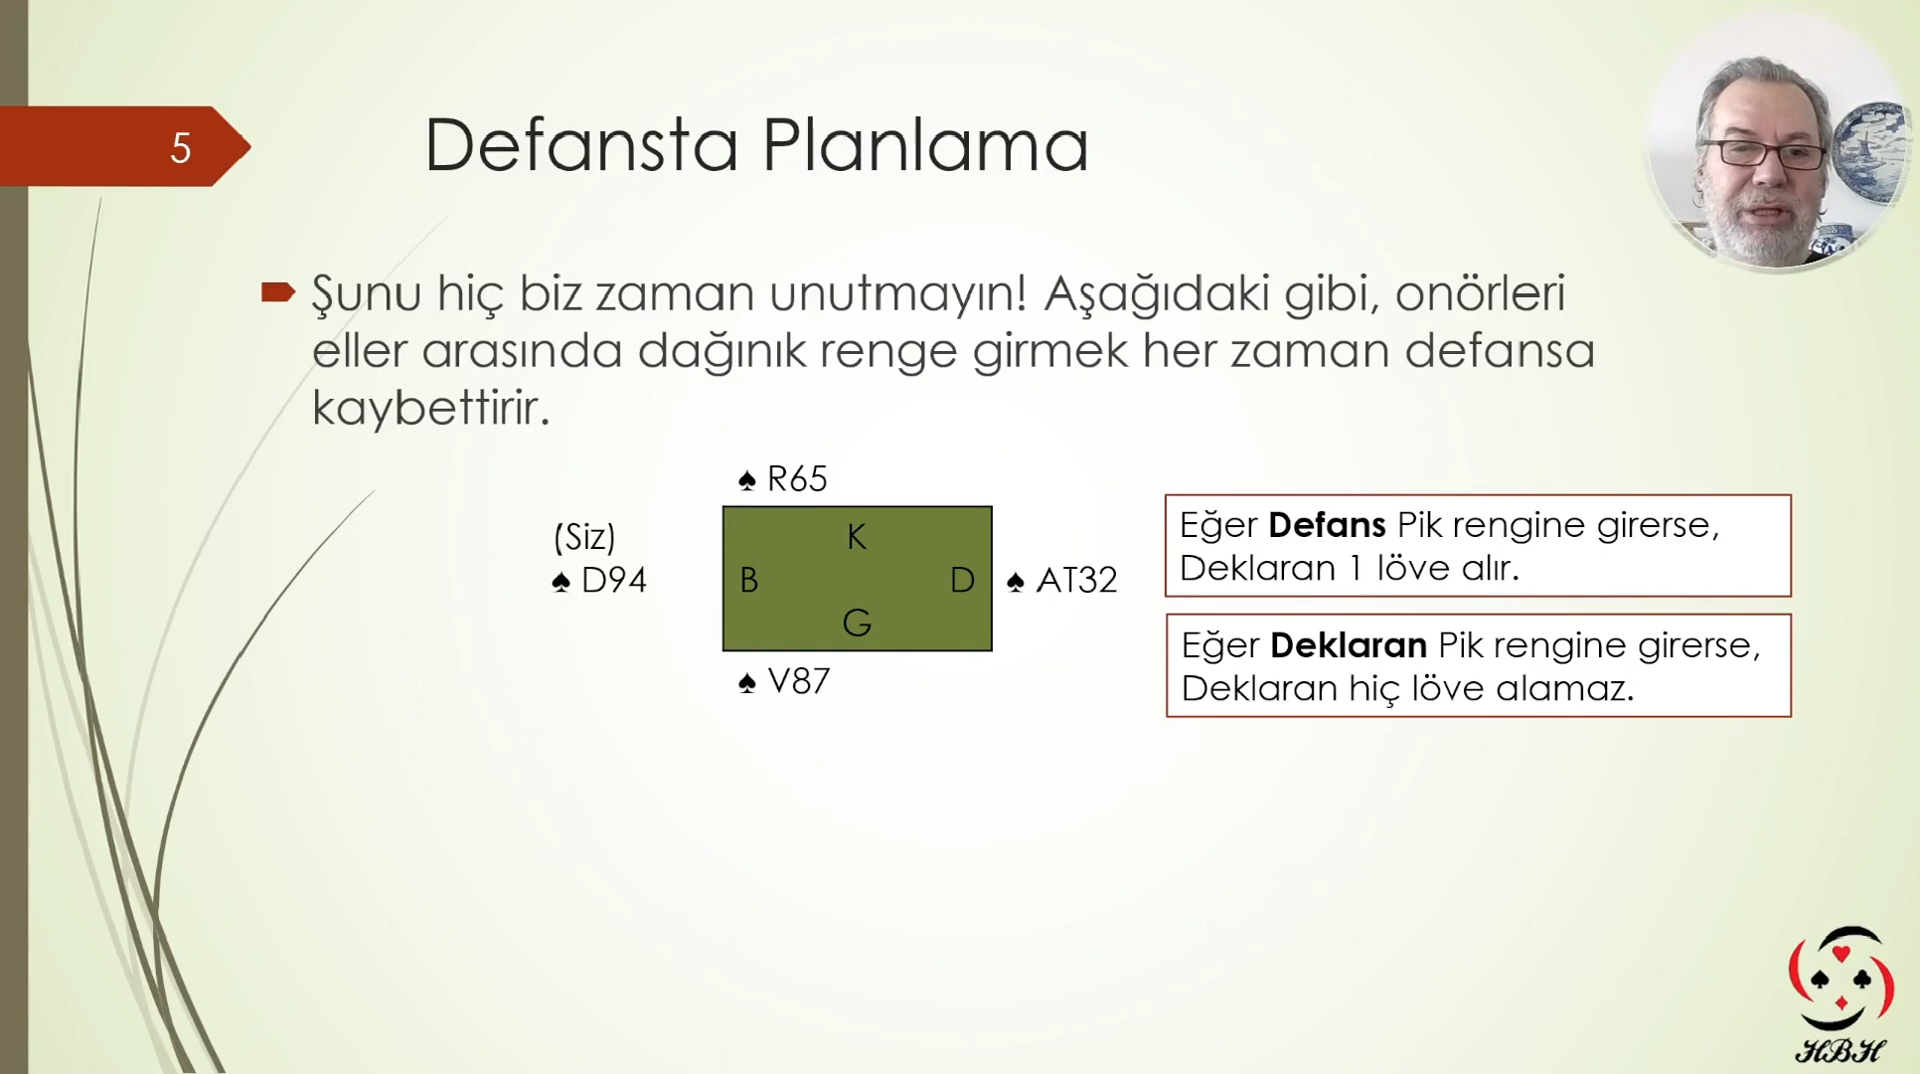 5
Defansta Planlama
Şunu hiç biz zaman unutmayın! Aşağıdaki gibi, onörleri
eller arasında dağınık renge girmek her zaman defansa
kaybettirir.
♠ R65
(Siz)
♠ D94
K
B
D
G
♠ AT32
♠ V87
Eğer Defans Pik rengine girerse,
Deklaran 1 löve alır.
Eğer Deklaran Pik rengine girerse,
Deklaran hiç löve alamaz.
HBH